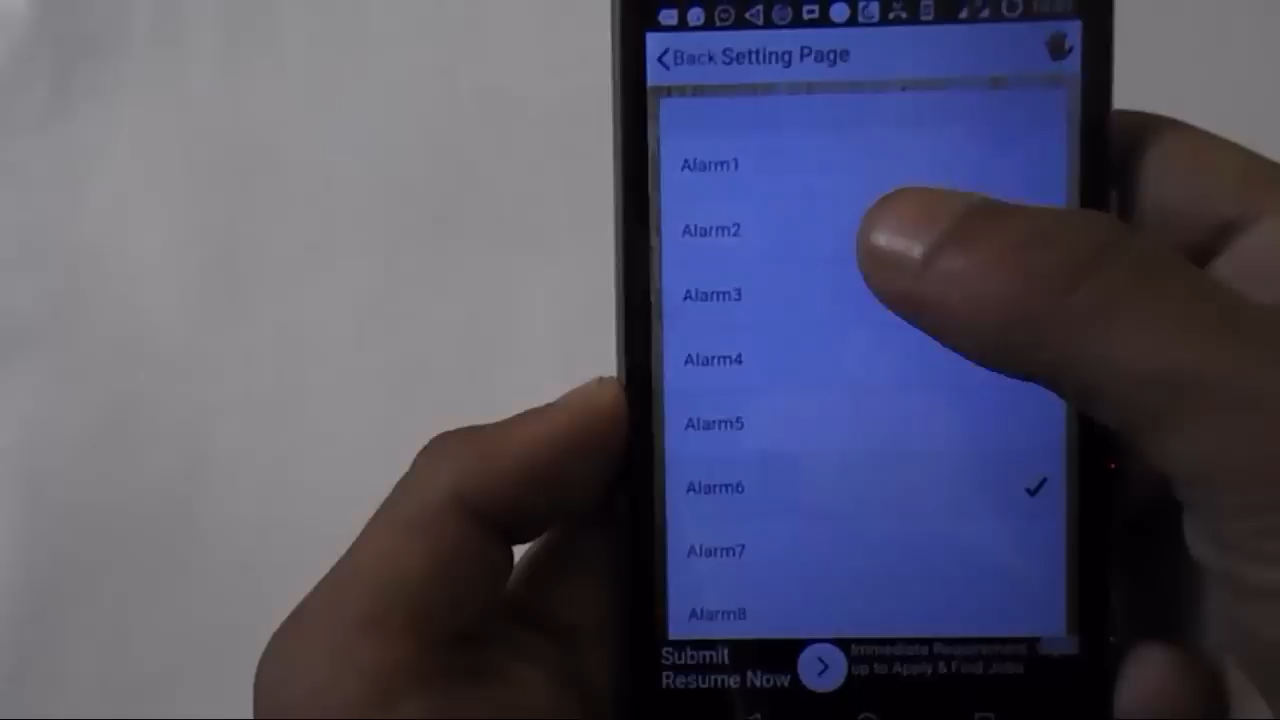 Back Setting Page
Alarm1
Alarm2
Alarm3
Alarm4
Alarm5
Alarm6
Alarm7
Alarm8
Submit
Resume Now
Immediate Requirement
up to Apply & Find Jobs